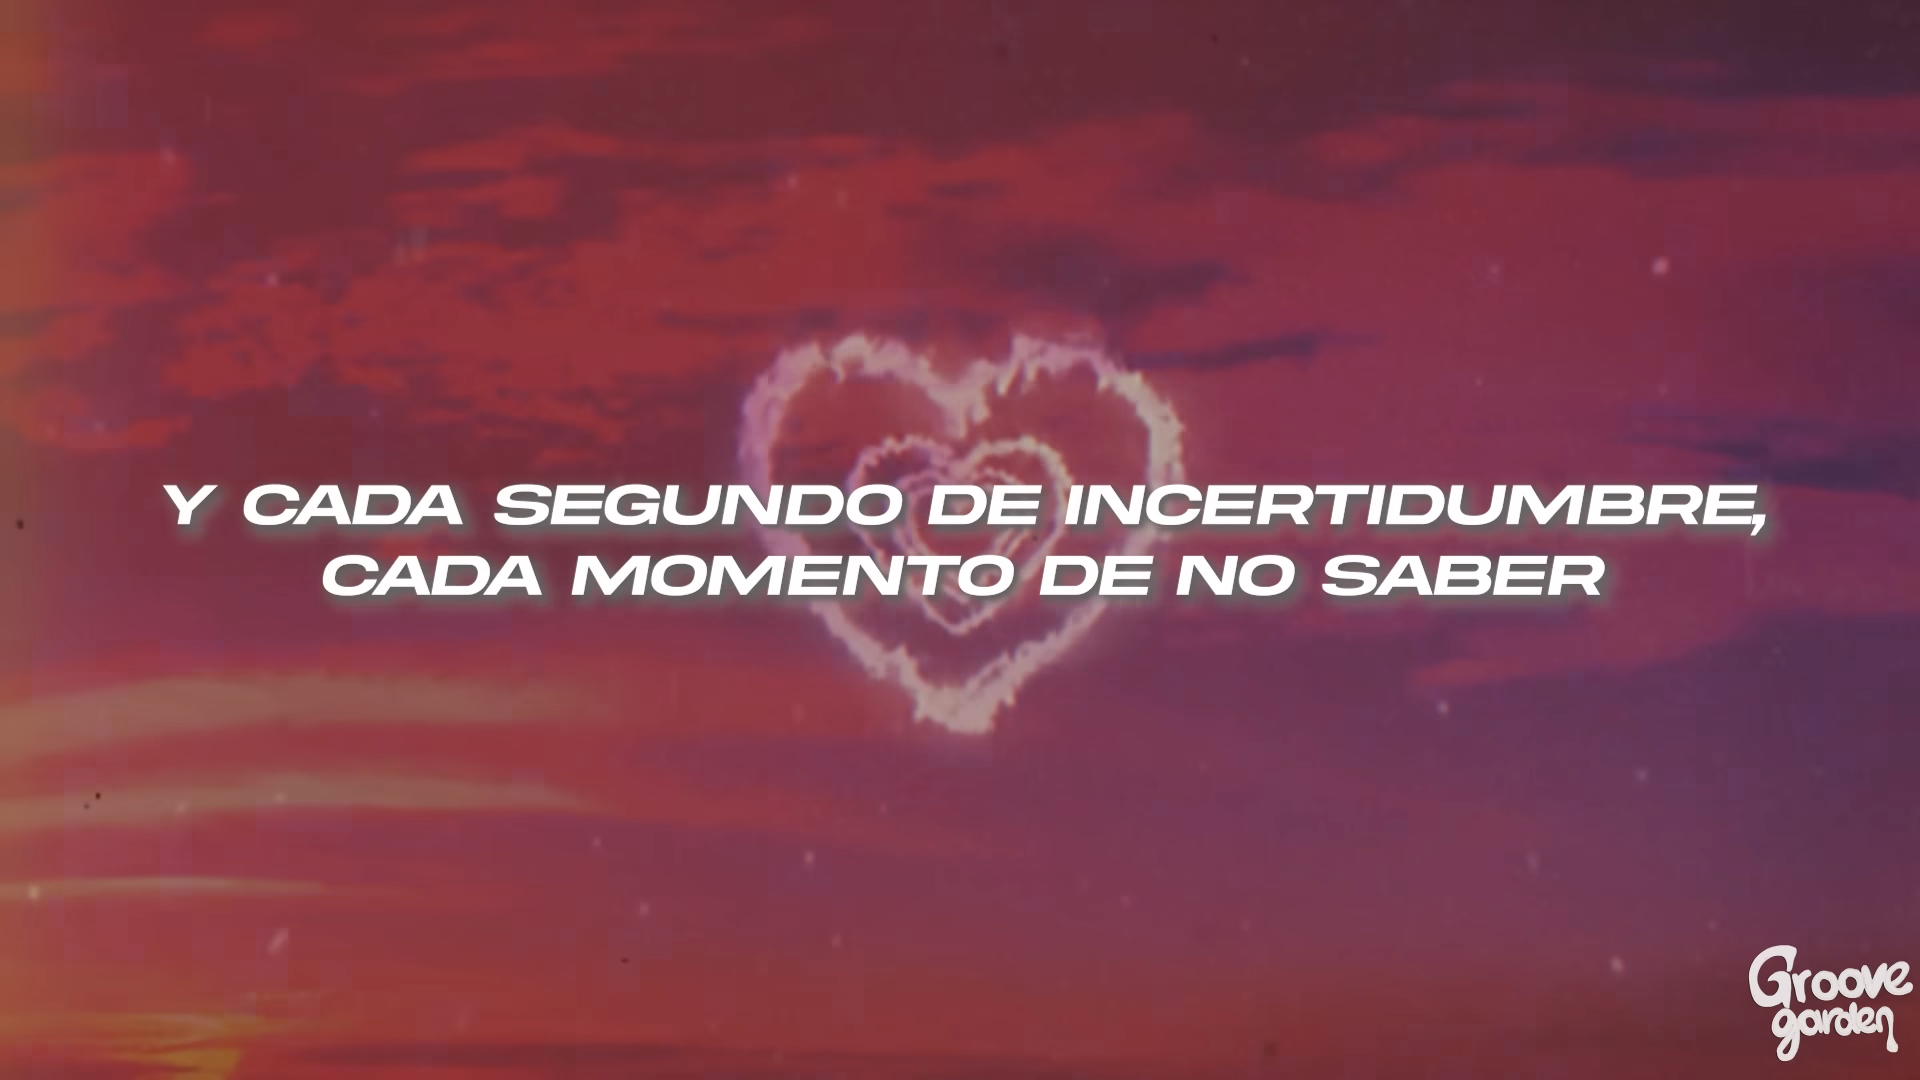 Y CADA SEGUNDO DE INCERTIDUMBRE,
CADA MOMENTO DE NO SABER
Groove
garden